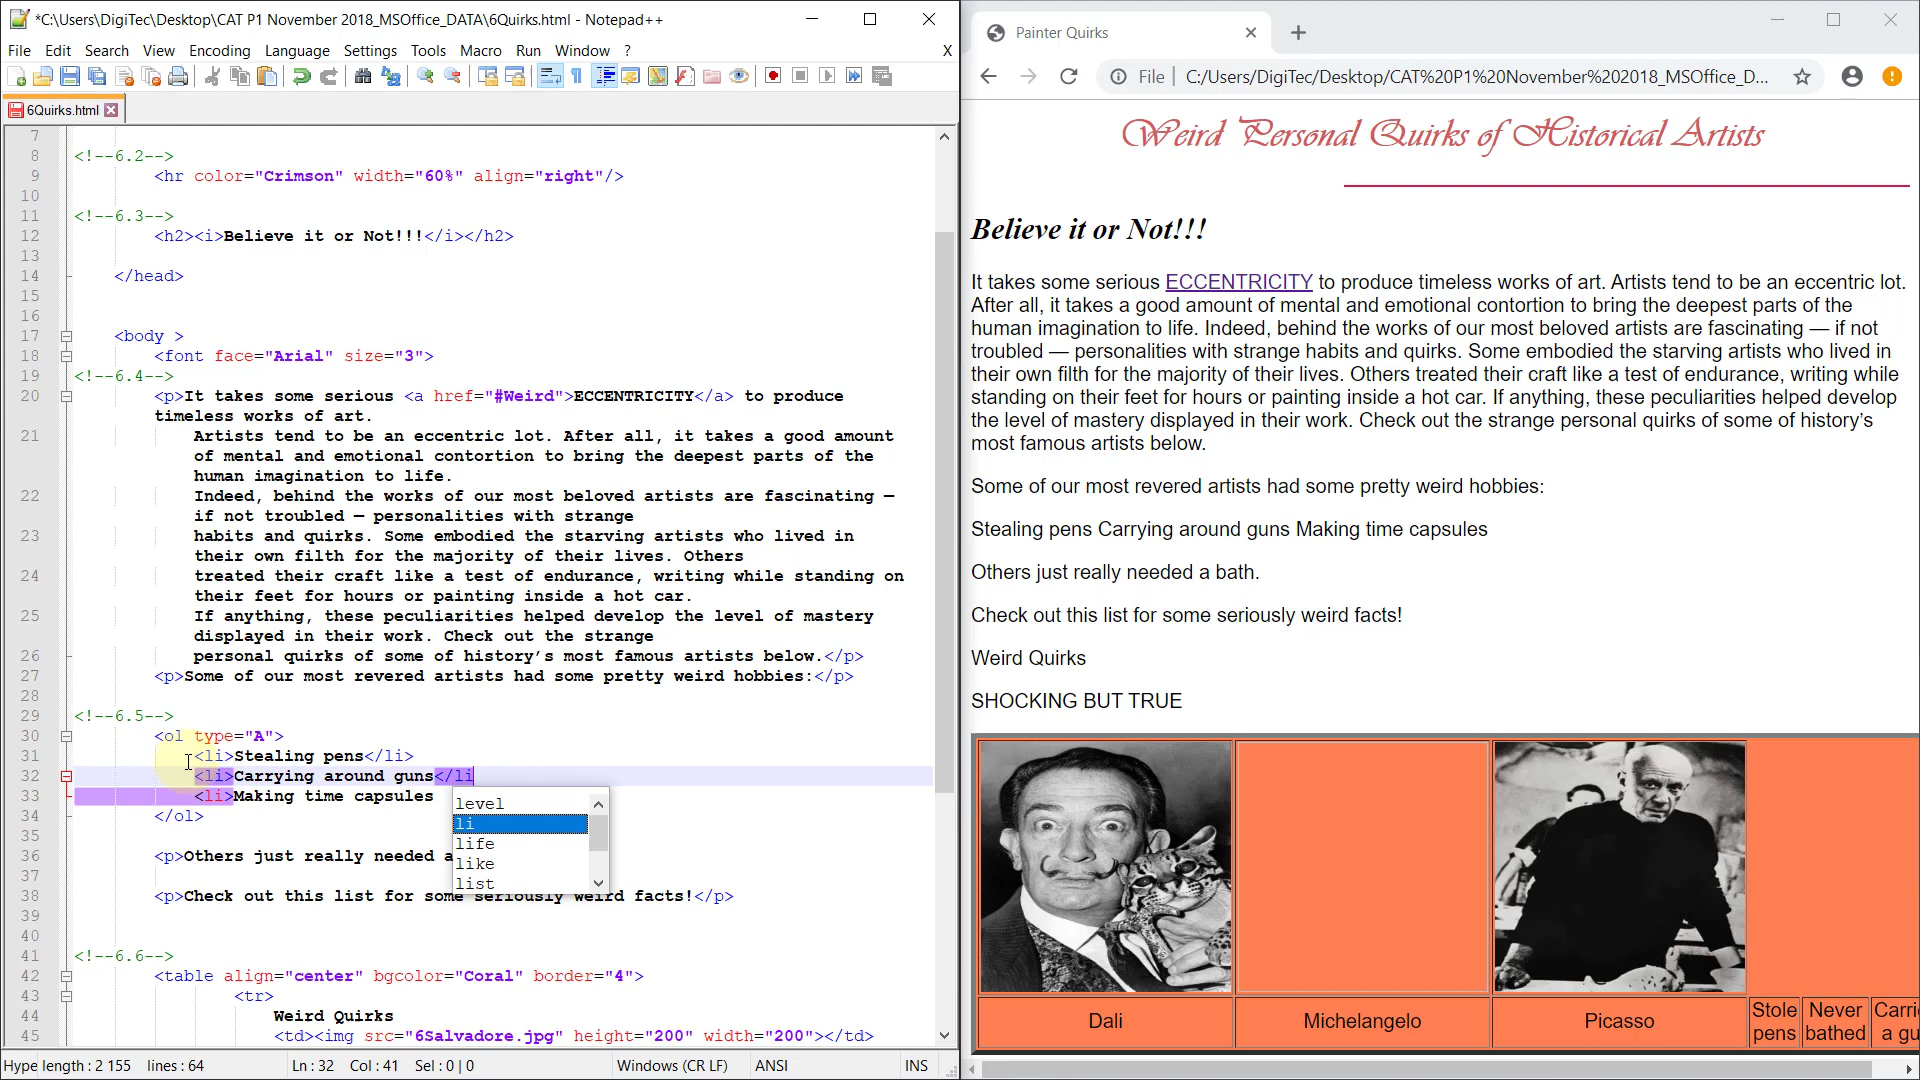 *C:\Users\DigiTec\Desktop\CAT P1 November 2018_MSOffice_DATA\6Quirks.html - Notepad++
File Edit Search View Encoding Language Settings Tools Macro Run Window ? X
6Quirks.html
7
8 <!--6.2-->
9 <hr color="Crimson" width="60%" align="right"/>
10
11 <!--6.3-->
12 <h2><i>Believe it or Not!!!</i></h2>
13
14 </head>
15
16
17 <body >
18 <font face="Arial" size="3">
19 <!--6.4-->
20 <p>It takes some serious <a href="#Weird">ECCENTRICITY</a> to produce
timeless works of art.
21 Artists tend to be an eccentric lot. After all, it takes a good amount
of mental and emotional contortion to bring the deepest parts of the
human imagination to life.
22 Indeed, behind the works of our most beloved artists are fascinating —
if not troubled — personalities with strange
23 habits and quirks. Some embodied the starving artists who lived in
their own filth for the majority of their lives. Others
24 treated their craft like a test of endurance, writing while standing on
their feet for hours or painting inside a hot car.
25 If anything, these peculiarities helped develop the level of mastery
displayed in their work. Check out the strange
26 personal quirks of some of history’s most famous artists below.</p>
27 <p>Some of our most revered artists had some pretty weird hobbies:</p>
28
29 <!--6.5-->
30 <ol type="A">
31 <li>Stealing pens</li>
32 <li>Carrying around guns</li
33 <li>Making time capsules
34 </ol>
35
36 <p>Others just really needed a
37
38 <p>Check out this list for some seriously weird facts!</p>
39
40
41 <!--6.6-->
42 <table align="center" bgcolor="Coral" border="4">
43 <tr>
44 Weird Quirks
45 <td><img src="6Salvadore.jpg" height="200" width="200"></td>
level
li
life
like
list
Hype length : 2 155 lines : 64 Ln : 32 Col : 41 Sel : 0 | 0 Windows (CR LF) ANSI INS
Painter Quirks
File C:/Users/DigiTec/Desktop/CAT%20P1%20November%202018_MSOffice_D...
Weird Personal Quirks of Historical Artists
Believe it or Not!!!
It takes some serious ECCENTRICITY to produce timeless works of art. Artists tend to be an eccentric lot.
After all, it takes a good amount of mental and emotional contortion to bring the deepest parts of the
human imagination to life. Indeed, behind the works of our most beloved artists are fascinating — if not
troubled — personalities with strange habits and quirks. Some embodied the starving artists who lived in
their own filth for the majority of their lives. Others treated their craft like a test of endurance, writing while
standing on their feet for hours or painting inside a hot car. If anything, these peculiarities helped develop
the level of mastery displayed in their work. Check out the strange personal quirks of some of history’s
most famous artists below.
Some of our most revered artists had some pretty weird hobbies:
Stealing pens Carrying around guns Making time capsules
Others just really needed a bath.
Check out this list for some seriously weird facts!
Weird Quirks
SHOCKING BUT TRUE
Dali Michelangelo Picasso Stole pens Never bathed Carri a gu